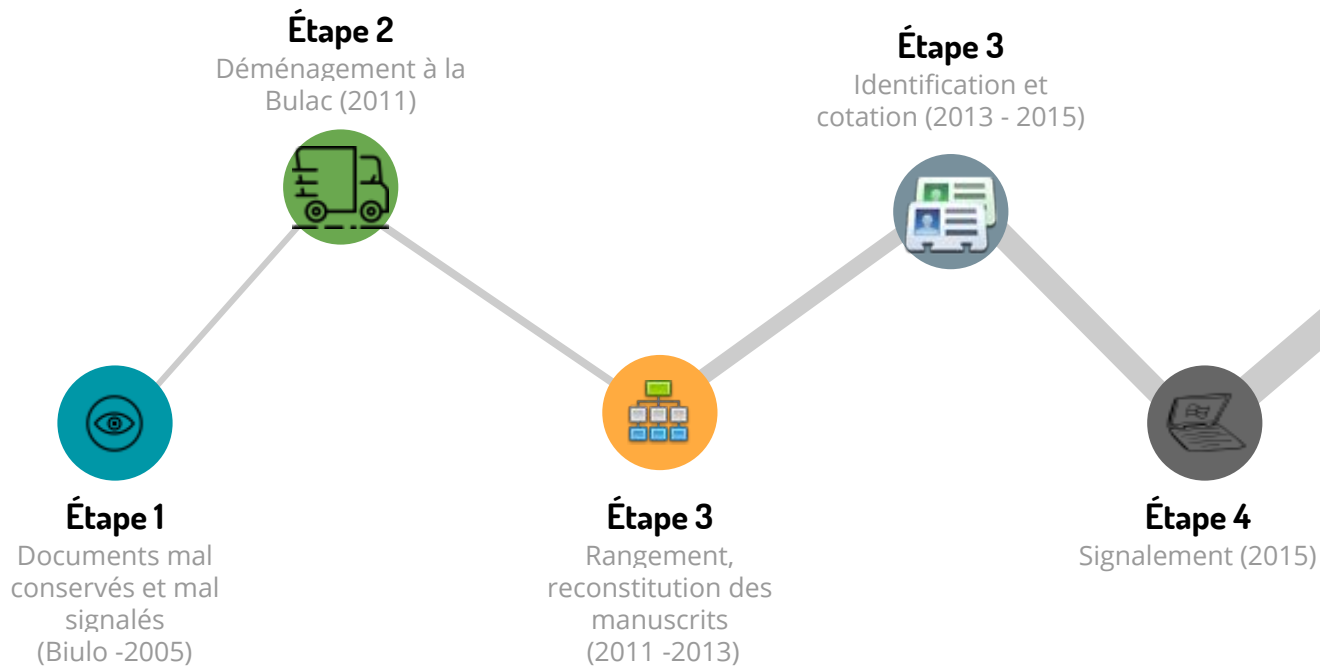 Étape 1
Documents mal
conservés et mal
signalés
(Biulo -2005)
Étape 2
Déménagement à la
Bulac (2011)
Étape 3
Rangement,
reconstitution des
manuscrits
(2011 -2013)
Étape 3
Identification et
cotation (2013 - 2015)
Étape 4
Signalement (2015)